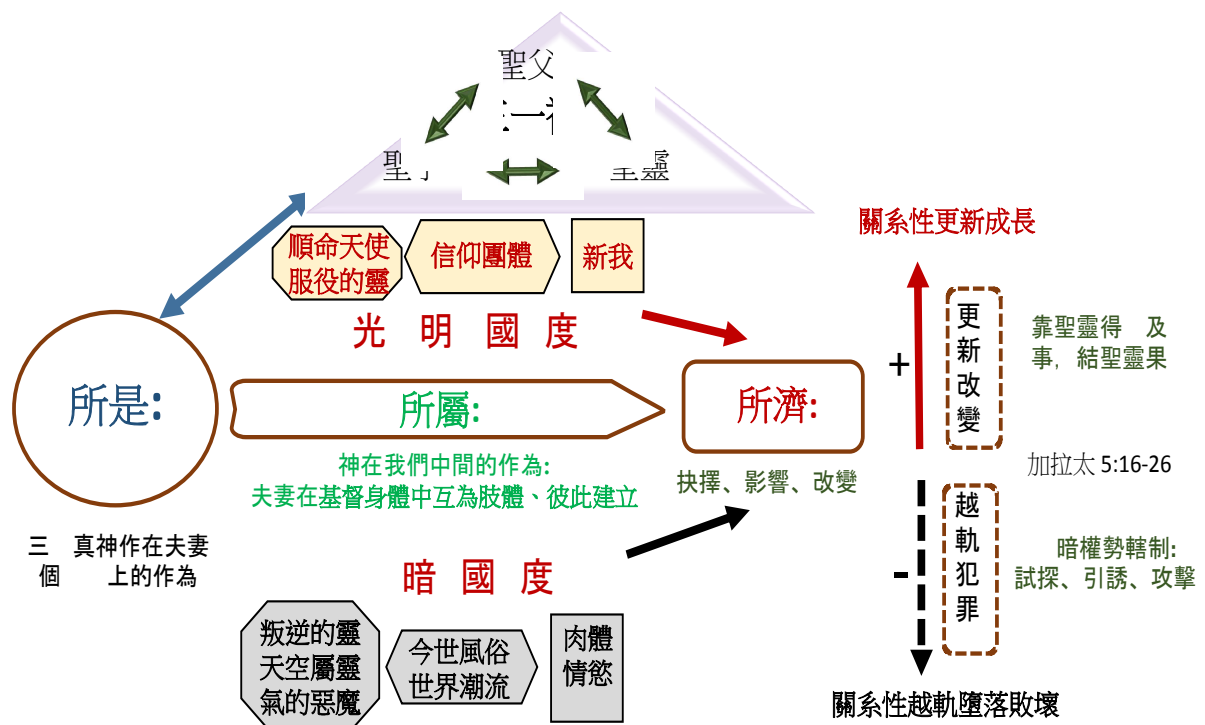 聖父
一
聖
聖靈
順命天使
服役的靈
信仰團體
新我
光明國度
關系性更新成長
所是:
所屬:
所濟:
神在我們中間的作為:
夫妻在基督身體中互為肢體、彼此建立
抉擇、影響、改變
三 真神作在夫妻
個 上的作為
+
更新改變
靠聖靈得 及
事, 結聖靈果
加拉太 5:16-26
-
越軌犯罪
暗權勢轄制:
試探、引誘、攻擊
暗國度
叛逆的靈
天空屬靈
氣的惡魔
今世風俗
世界潮流
肉體
情慾
關系性越軌墮落敗壞